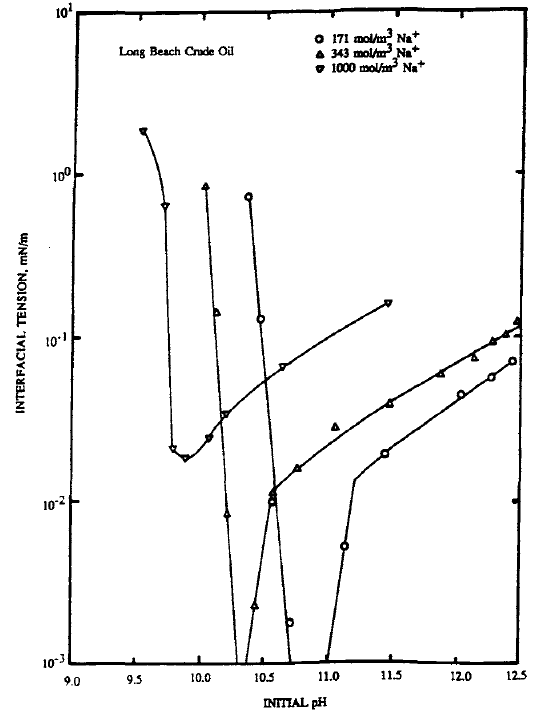 10¹
Long Beach Crude Oil
171 mol/m³ Na⁺
343 mol/m³ Na⁺
1000 mol/m³ Na⁺
10⁰
INTERFACIAL TENSION, mN/m
10⁻¹
10⁻²
10⁻³
9.0 9.5 10.0 10.5 11.0 11.5 12.0 12.5
INITIAL pH